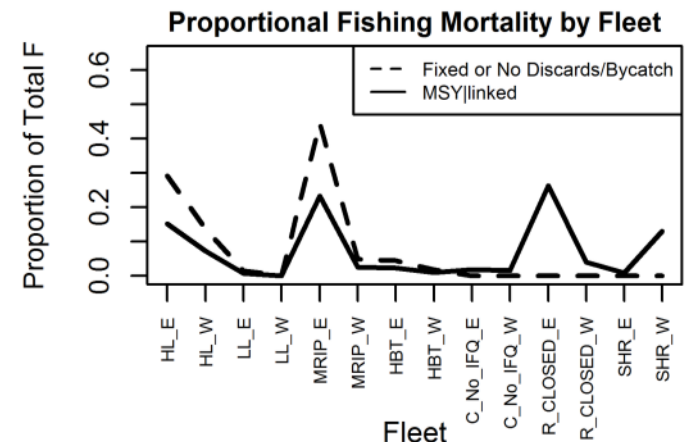 Proportional Fishing Mortality by Fleet
Proportion of Total F
0.6
0.4
0.2
0.0
Fixed or No Discards/Bycatch
MSY|linked
HL_E
HL_W
LL_E
LL_W
MRIP_E
MRIP_W
HBT_E
HBT_W
C_No_IFQ_E
C_No_IFQ_W
R_CLOSED_E
R_CLOSED_W
SHR_E
SHR_W
Fleet